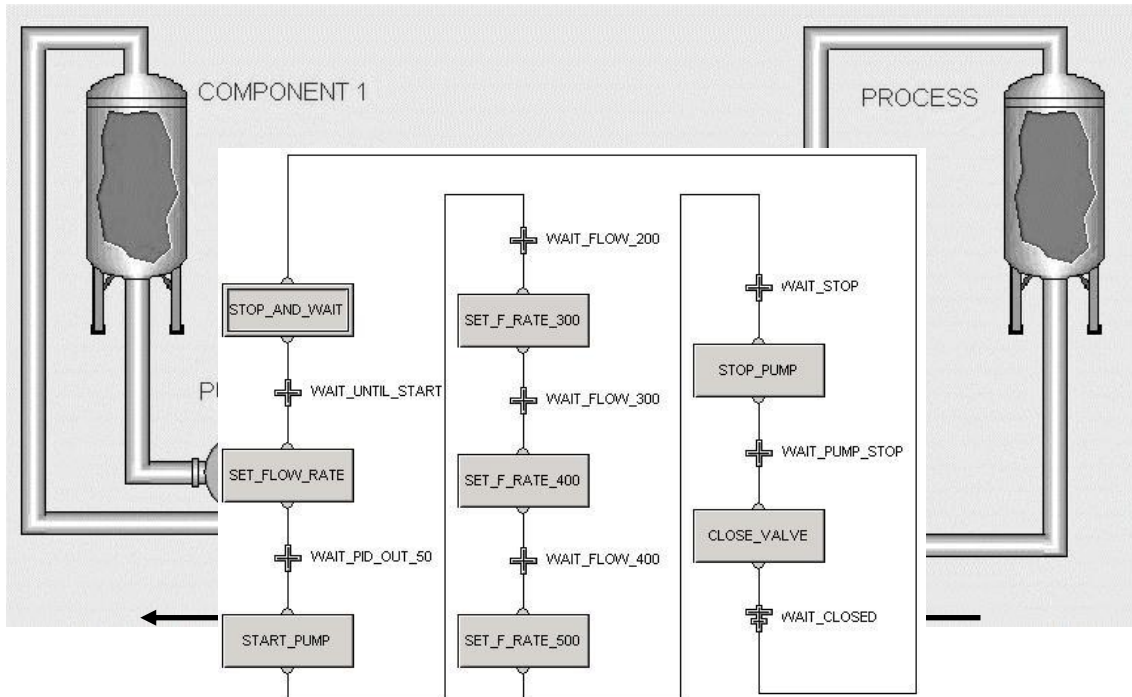 COMPONENT 1
PROCESS
STOP_AND_WAIT
WAIT_UNTIL_START
SET_FLOW_RATE
WAIT_PID_OUT_50
START_PUMP
WAIT_FLOW_200
SET_F_RATE_300
WAIT_FLOW_300
SET_F_RATE_400
WAIT_FLOW_400
SET_F_RATE_500
WAIT_STOP
STOP_PUMP
WAIT_PUMP_STOP
CLOSE_VALVE
WAIT_CLOSED